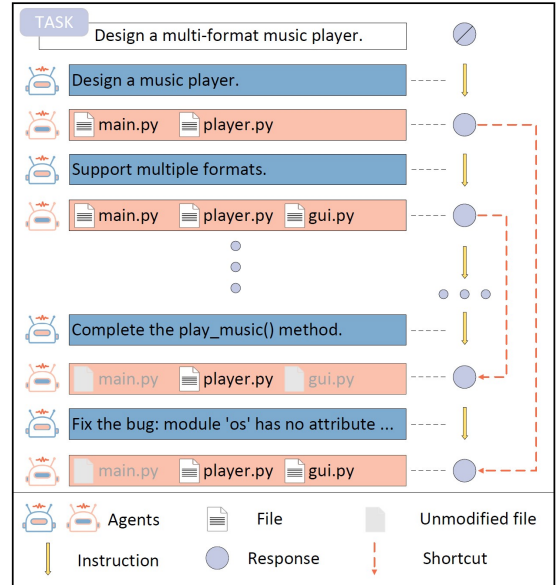 TASK
Design a multi-format music player.
Design a music player.
main.py player.py
Support multiple formats.
main.py player.py gui.py
Complete the play_music() method.
main.py player.py gui.py
Fix the bug: module 'os' has no attribute ...
main.py player.py gui.py
Agents File Unmodified file
Instruction Response Shortcut